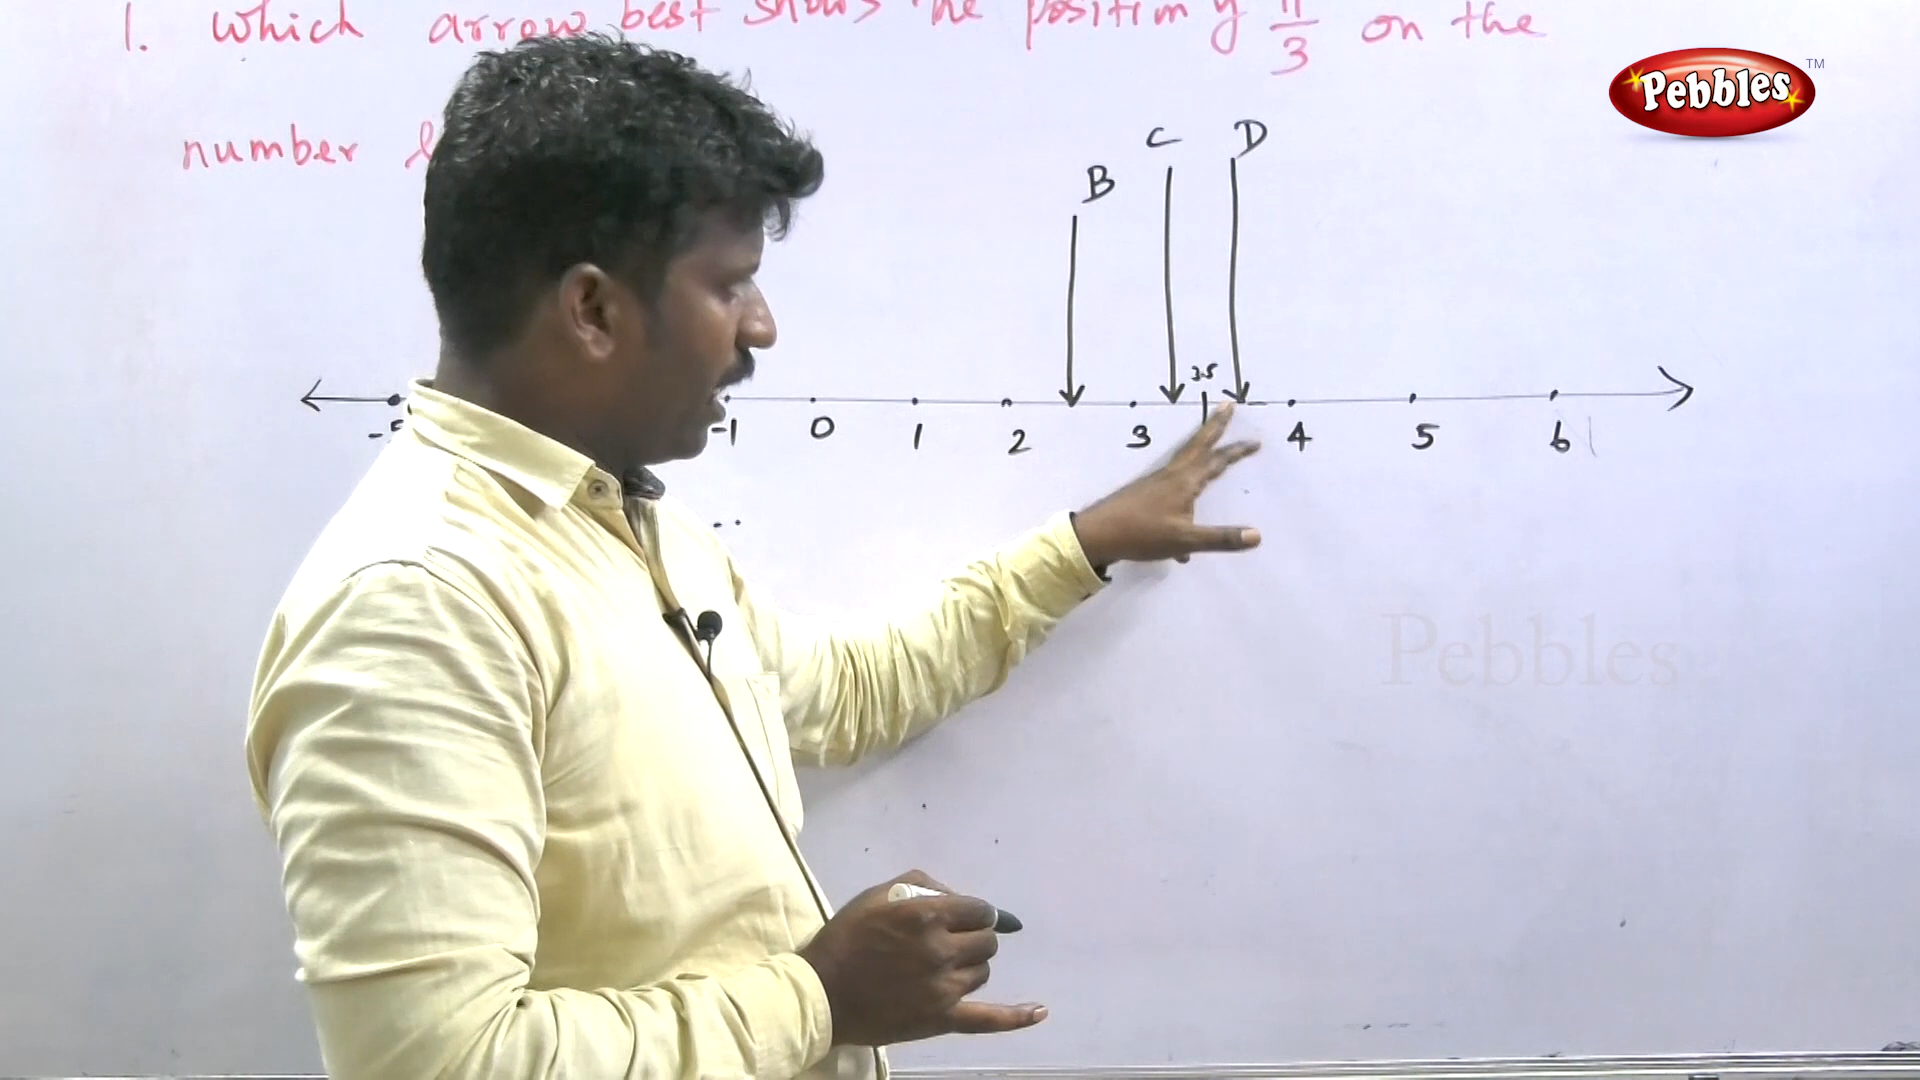 1. Which arrow best shows the position of 11/3 on the
number
Pebbles TM
C D
B
3.5
-1 0 1 2 3 4 5 6
Pebbles